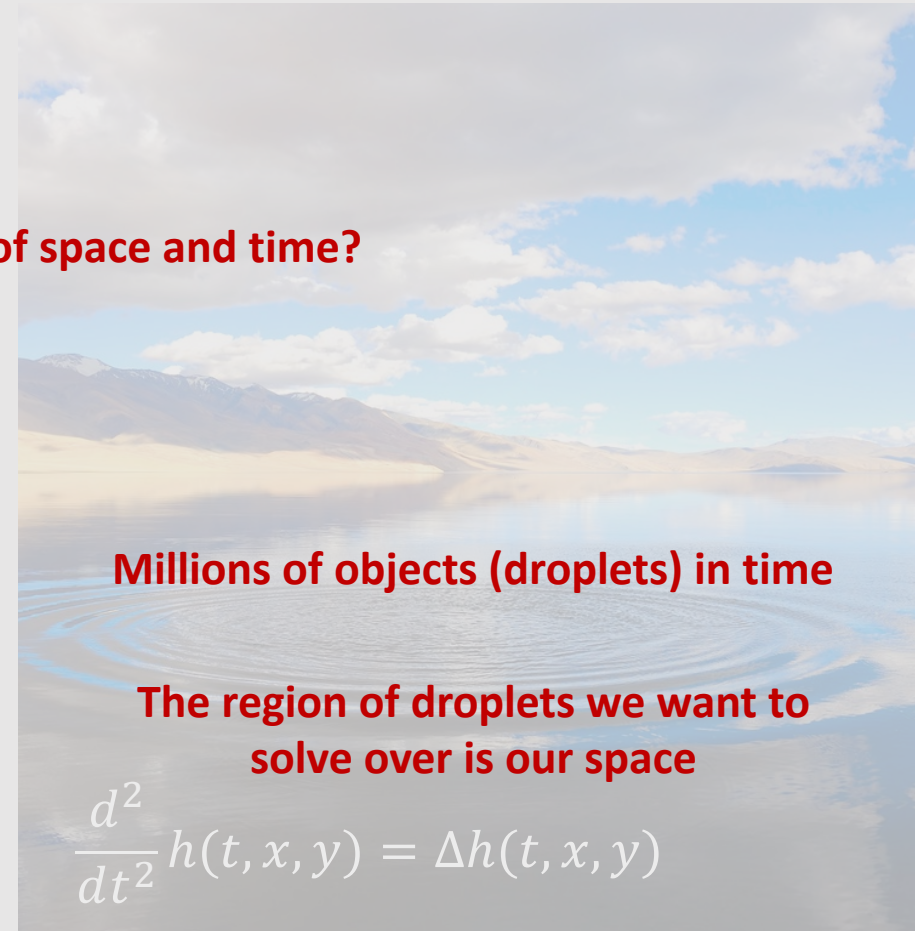 of space and time?
Millions of objects (droplets) in time
The region of droplets we want to
solve over is our space
d²/dt² h(t, x, y) = Δh(t, x, y)